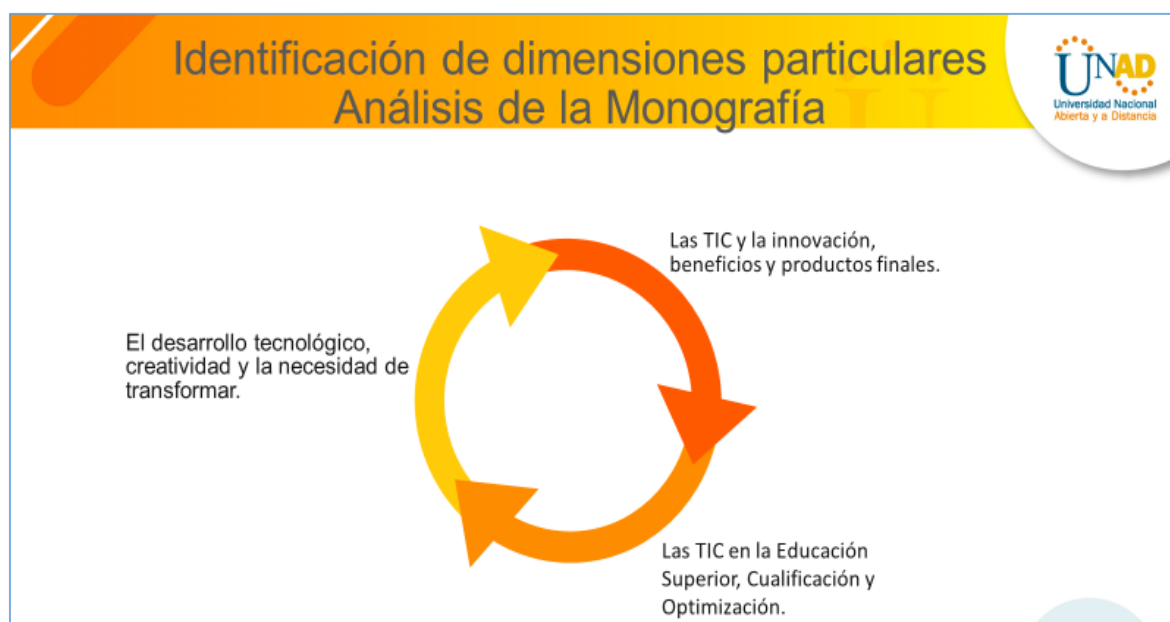 Identificación de dimensiones particulares
Análisis de la Monografía
UNAD
Universidad Nacional
Abierta y a Distancia
Las TIC y la innovación,
beneficios y productos finales.
El desarrollo tecnológico,
creatividad y la necesidad de
transformar.
Las TIC en la Educación
Superior, Cualificación y
Optimización.